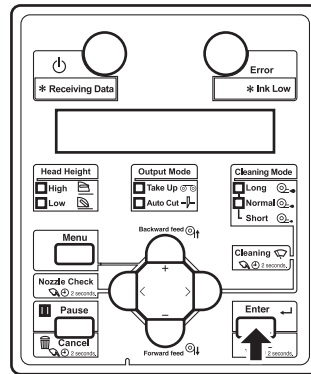 Error
* Receiving Data
* Ink Low
Head Height
High
Low
Output Mode
Take Up
Auto Cut
Cleaning Mode
Long
Normal
Short
Menu
Backward feed
Cleaning
2 seconds
Nozzle Check
2 seconds
+
< >
−
Pause
Cancel
2 seconds
Forward feed
Enter
2 seconds